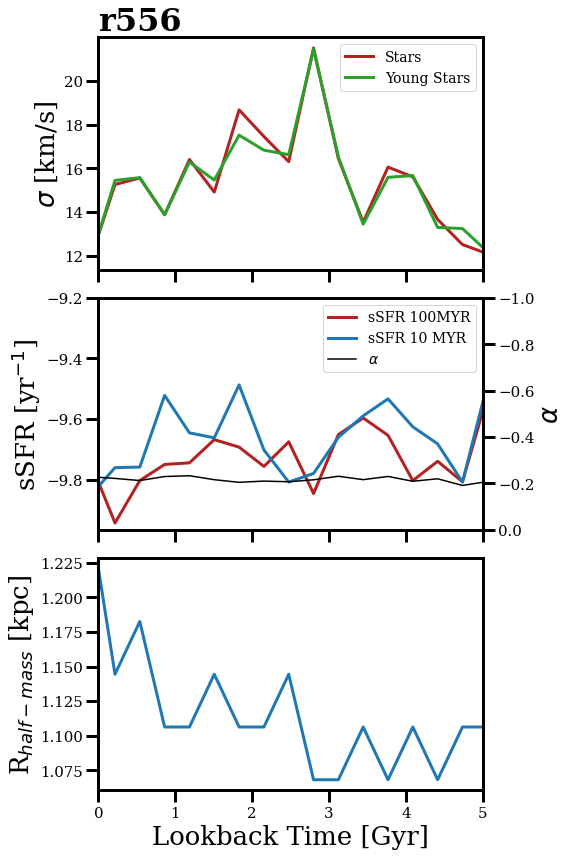 r556
Stars
Young Stars
20
18
16
14
12
σ [km/s]
sSFR 100MYR
sSFR 10 MYR
α
−9.2
−9.4
−9.6
−9.8
sSFR [yr⁻¹]
−1.0
−0.8
−0.6
−0.4
−0.2
0.0
α
1.225
1.200
1.175
1.150
1.125
1.100
1.075
R_{half−mass} [kpc]
0 1 2 3 4 5
Lookback Time [Gyr]